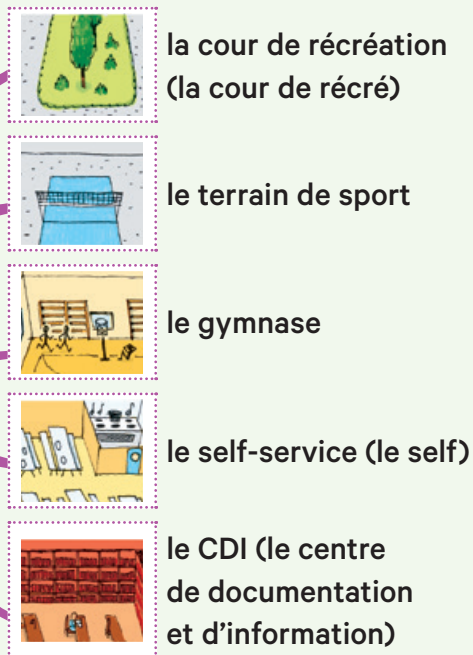 la cour de récréation
(la cour de récré)
le terrain de sport
le gymnase
le self-service (le self)
le CDI (le centre
de documentation
et d'information)